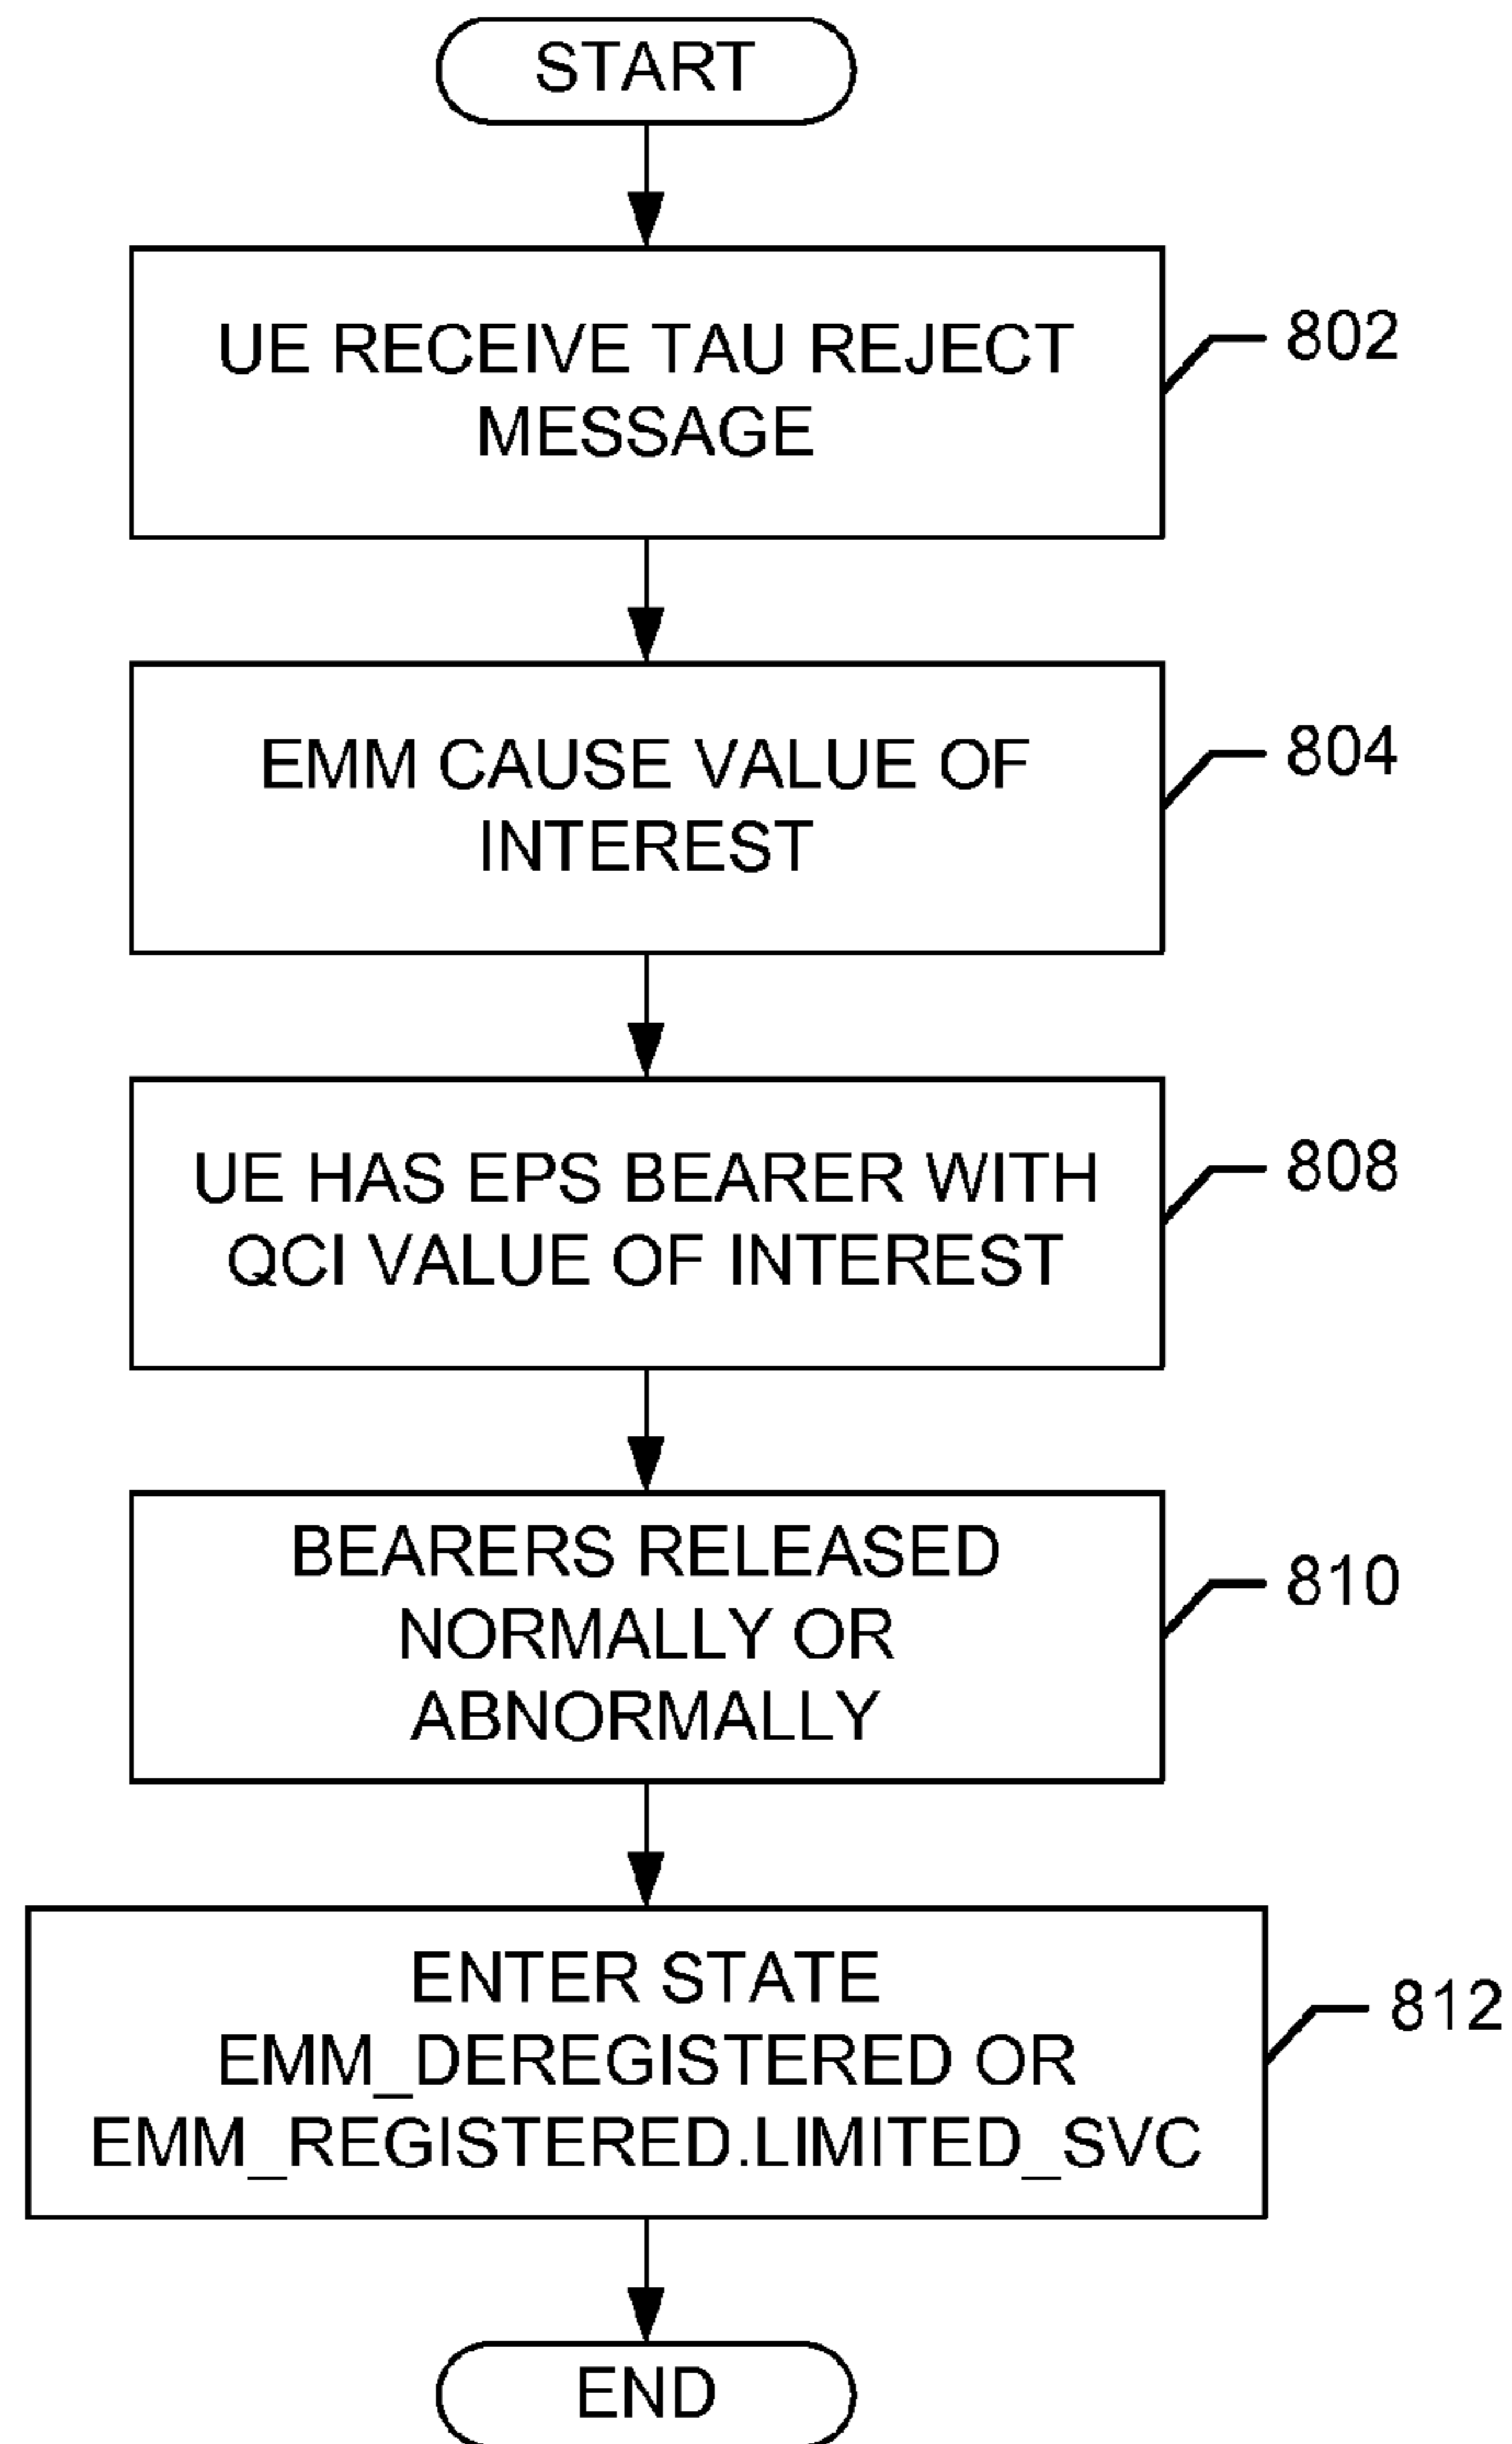 START
UE RECEIVE TAU REJECT
MESSAGE
802
EMM CAUSE VALUE OF
INTEREST
804
UE HAS EPS BEARER WITH
QCI VALUE OF INTEREST
808
BEARERS RELEASED
NORMALLY OR
ABNORMALLY
810
ENTER STATE
EMM_DEREGISTERED OR
EMM_REGISTERED.LIMITED_SVC
812
END